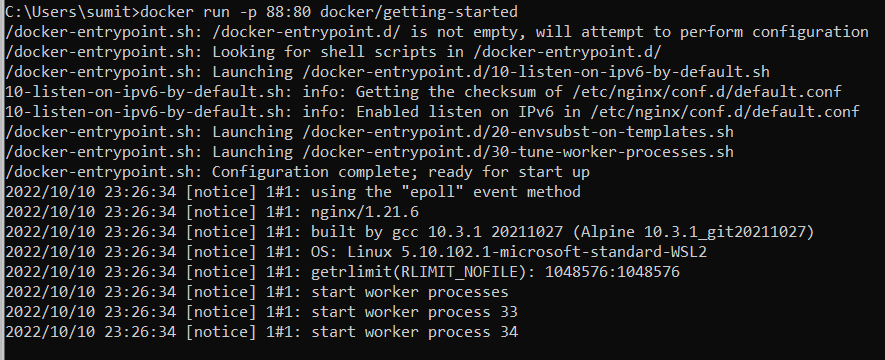 C:\Users\sumit>docker run -p 88:80 docker/getting-started
/docker-entrypoint.sh: /docker-entrypoint.d/ is not empty, will attempt to perform configuration
/docker-entrypoint.sh: Looking for shell scripts in /docker-entrypoint.d/
/docker-entrypoint.sh: Launching /docker-entrypoint.d/10-listen-on-ipv6-by-default.sh
10-listen-on-ipv6-by-default.sh: info: Getting the checksum of /etc/nginx/conf.d/default.conf
10-listen-on-ipv6-by-default.sh: info: Enabled listen on IPv6 in /etc/nginx/conf.d/default.conf
/docker-entrypoint.sh: Launching /docker-entrypoint.d/20-envsubst-on-templates.sh
/docker-entrypoint.sh: Launching /docker-entrypoint.d/30-tune-worker-processes.sh
/docker-entrypoint.sh: Configuration complete; ready for start up
2022/10/10 23:26:34 [notice] 1#1: using the "epoll" event method
2022/10/10 23:26:34 [notice] 1#1: nginx/1.21.6
2022/10/10 23:26:34 [notice] 1#1: built by gcc 10.3.1 20211027 (Alpine 10.3.1_git20211027)
2022/10/10 23:26:34 [notice] 1#1: OS: Linux 5.10.102.1-microsoft-standard-WSL2
2022/10/10 23:26:34 [notice] 1#1: getrlimit(RLIMIT_NOFILE): 1048576:1048576
2022/10/10 23:26:34 [notice] 1#1: start worker processes
2022/10/10 23:26:34 [notice] 1#1: start worker process 33
2022/10/10 23:26:34 [notice] 1#1: start worker process 34